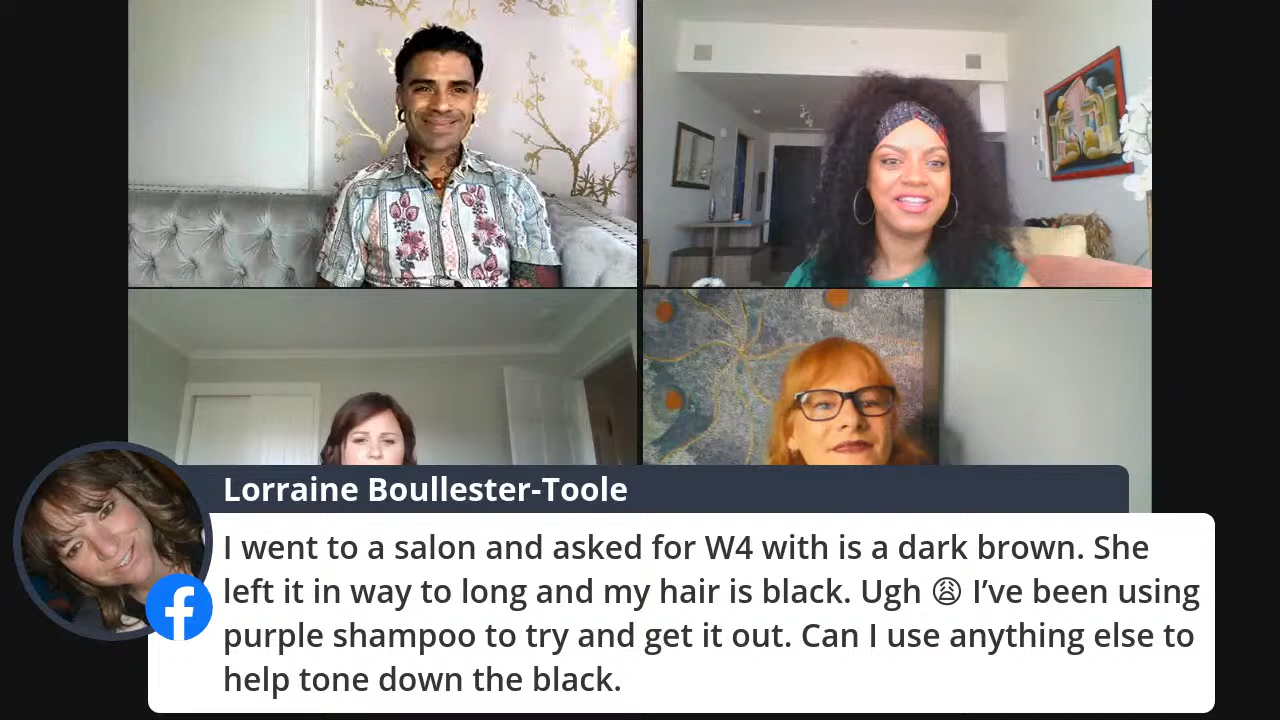 Lorraine Boullester-Toole
I went to a salon and asked for W4 with is a dark brown. She
left it in way to long and my hair is black. Ugh 😩 I’ve been using
purple shampoo to try and get it out. Can I use anything else to
help tone down the black.